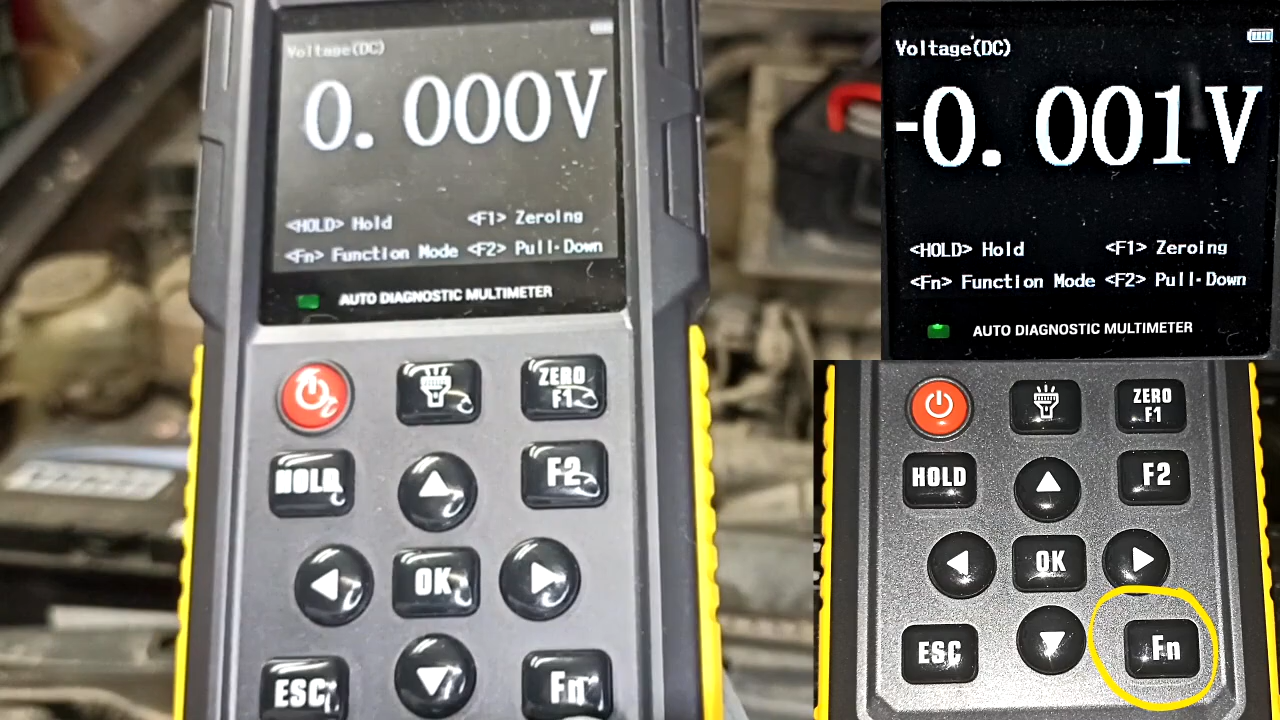 Voltage(DC)
0.000V
<HOLD> Hold <F1> Zeroing
<Fn> Function Mode <F2> Pull-Down
AUTO DIAGNOSTIC MULTIMETER
ZERO
F1
HOLD
F2
OK
ESC
Fn
Voltage(DC)
-0.001V
<HOLD> Hold <F1> Zeroing
<Fn> Function Mode <F2> Pull-Down
AUTO DIAGNOSTIC MULTIMETER
ZERO
F1
HOLD
F2
OK
ESC
Fn